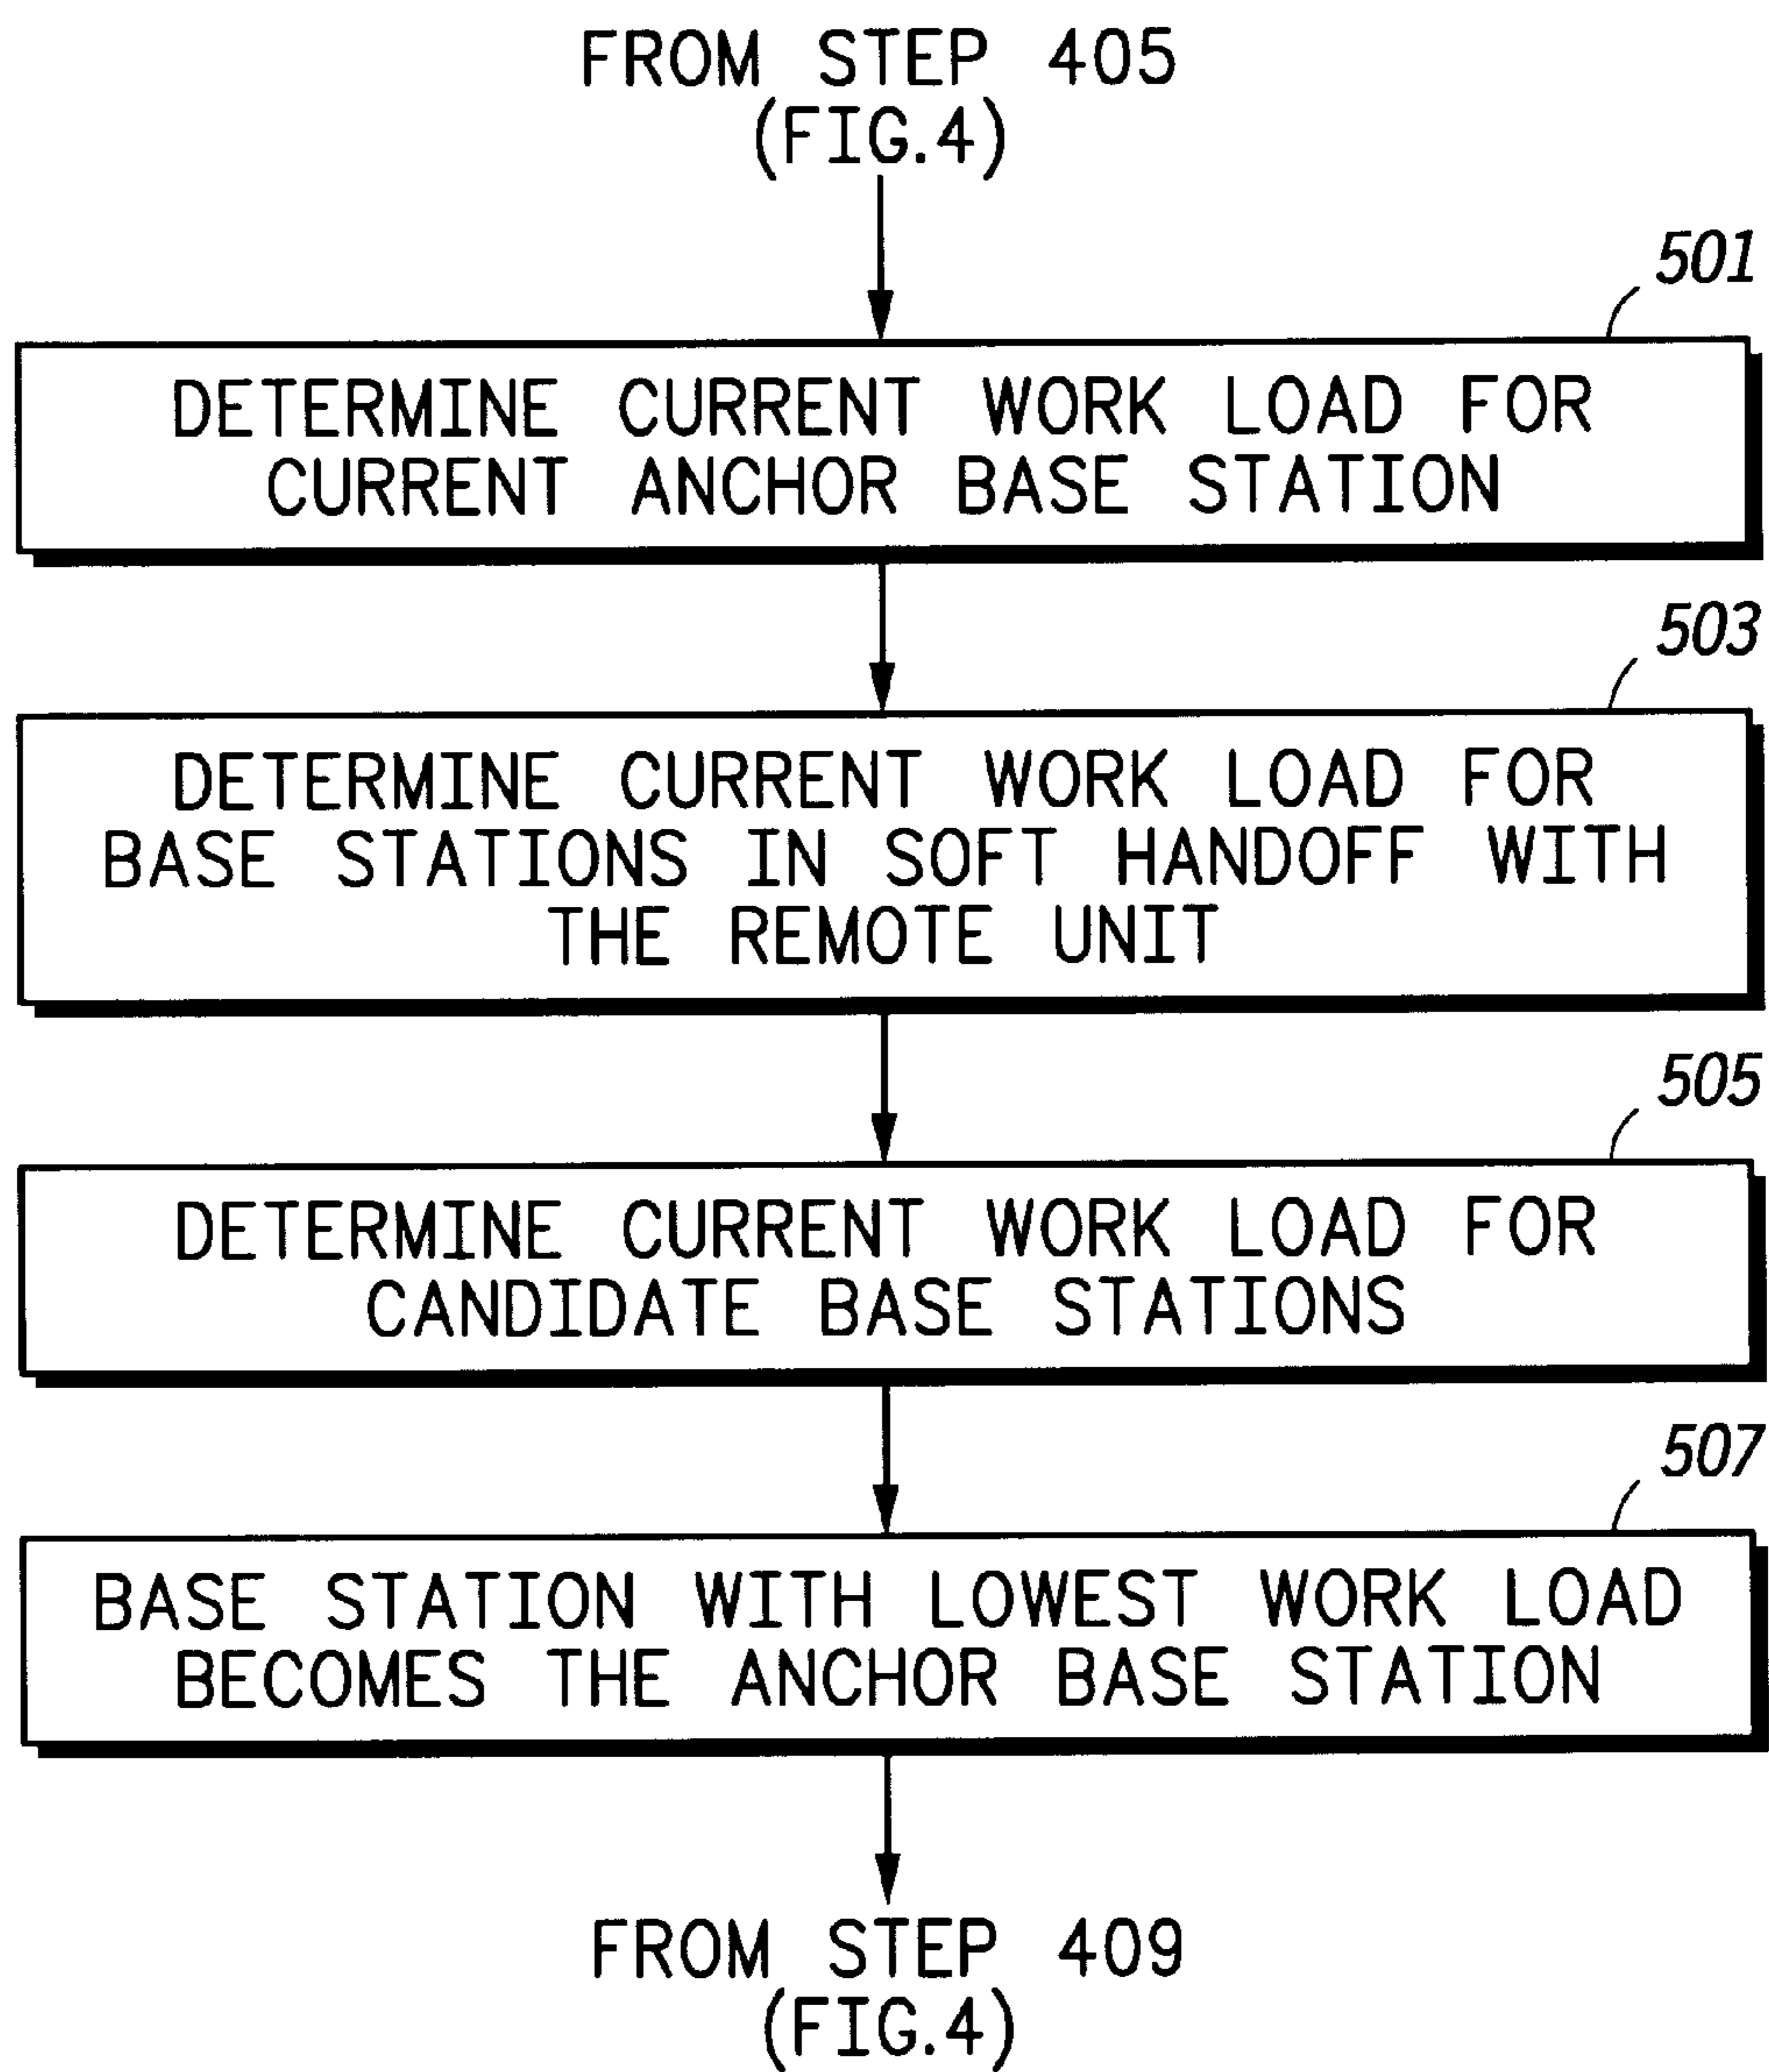 FROM STEP 405
(FIG.4)
501
DETERMINE CURRENT WORK LOAD FOR
CURRENT ANCHOR BASE STATION
503
DETERMINE CURRENT WORK LOAD FOR
BASE STATIONS IN SOFT HANDOFF WITH
THE REMOTE UNIT
505
DETERMINE CURRENT WORK LOAD FOR
CANDIDATE BASE STATIONS
507
BASE STATION WITH LOWEST WORK LOAD
BECOMES THE ANCHOR BASE STATION
FROM STEP 409
(FIG.4)